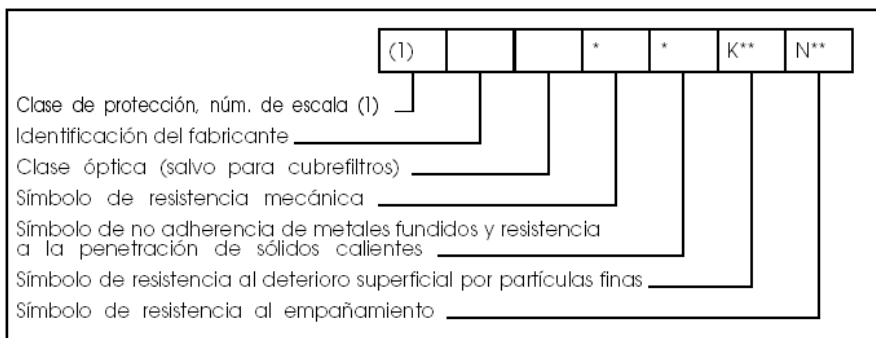 (1) * * K** N**
Clase de protección, núm. de escala (1)
Identificación del fabricante
Clase óptica (salvo para cubrefiltros)
Símbolo de resistencia mecánica
Símbolo de no adherencia de metales fundidos y resistencia
a la penetración de sólidos calientes
Símbolo de resistencia al deterioro superficial por partículas finas
Símbolo de resistencia al empañamiento